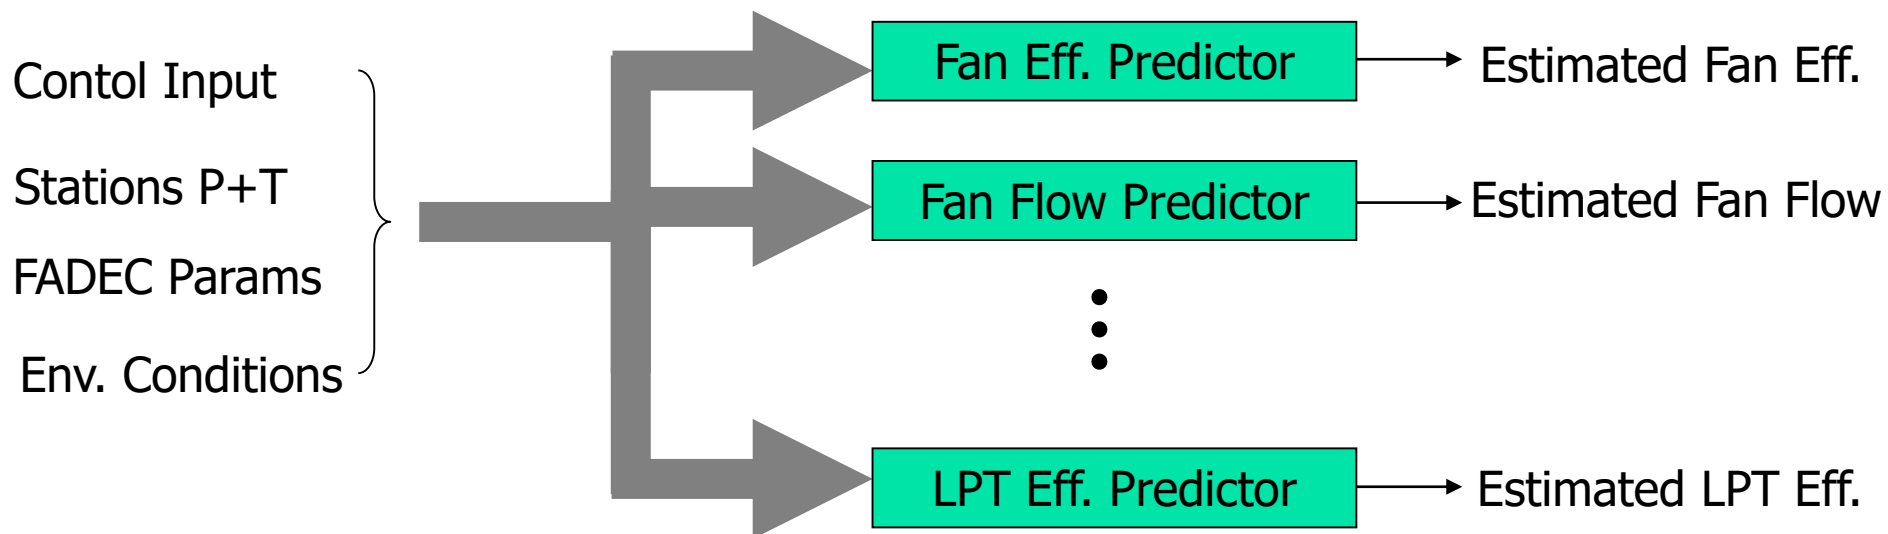 Contol Input
Stations P+T
FADEC Params
Env. Conditions
Fan Eff. Predictor
Estimated Fan Eff.
Fan Flow Predictor
Estimated Fan Flow
LPT Eff. Predictor
Estimated LPT Eff.